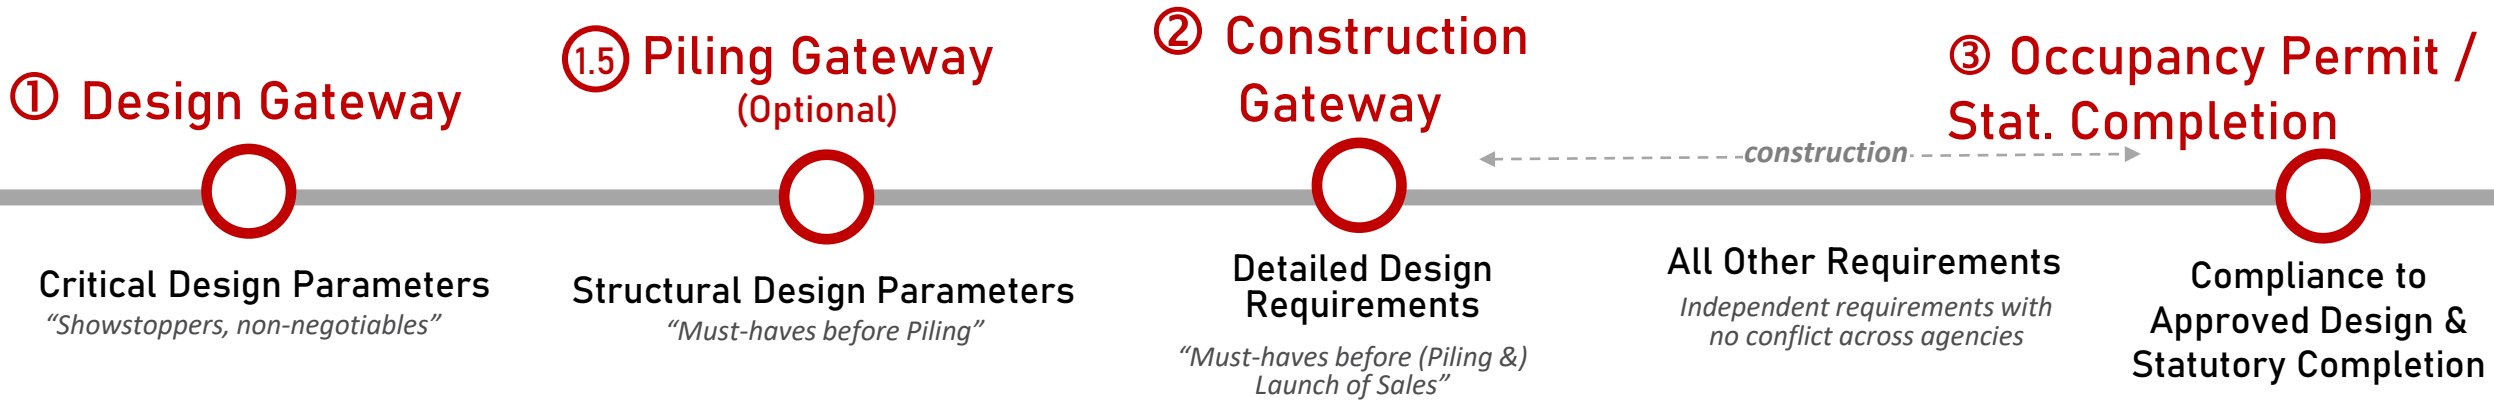 ① Design Gateway
Critical Design Parameters
“Showstoppers, non-negotiables”
1.5 Piling Gateway
(Optional)
Structural Design Parameters
“Must-haves before Piling”
② Construction
Gateway
Detailed Design
Requirements
“Must-haves before (Piling &)
Launch of Sales”
construction
All Other Requirements
Independent requirements with
no conflict across agencies
③ Occupancy Permit /
Stat. Completion
Compliance to
Approved Design &
Statutory Completion